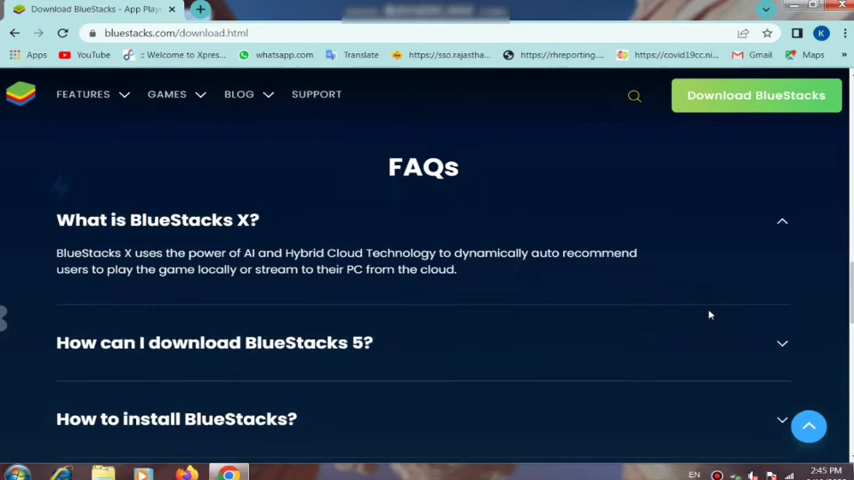 Download BlueStacks - App Play
bluestacks.com/download.html
Apps YouTube :: Welcome to Xpres... whatsapp.com Translate https://sso.rajastha... https://rhreporting.... https://covid19cc.ni... Gmail Maps
FEATURES GAMES BLOG SUPPORT Download BlueStacks
FAQs
What is BlueStacks X?
BlueStacks X uses the power of AI and Hybrid Cloud Technology to dynamically auto recommend
users to play the game locally or stream to their PC from the cloud.
How can I download BlueStacks 5?
How to install BlueStacks?
K
EN 2:45 PM